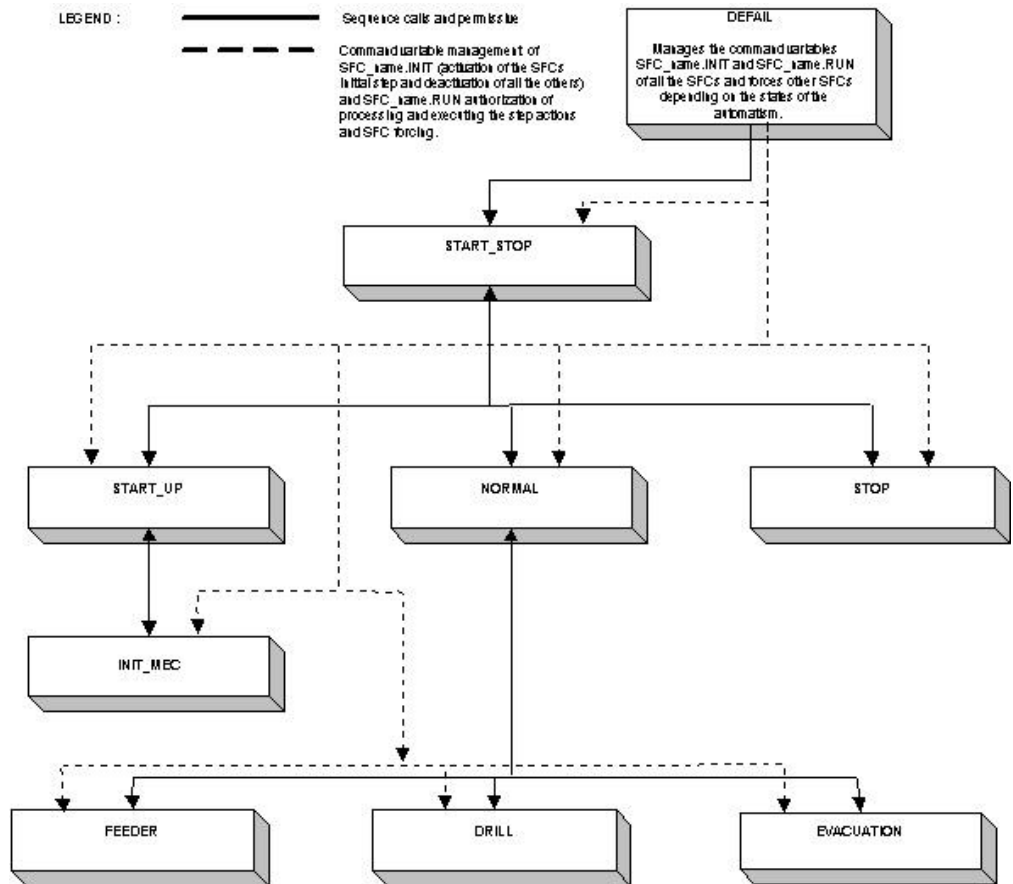 LEGEND :
Sequence calls and permissive
Command variable management of
SFC_name.INIT (activation of the SFCs
initial step and deactivation of all the others)
and SFC_name.RUN authorization of
processing and executing the step actions
and SFC forcing.
DEFAIL
Manages the command variables
SFC_name.INIT and SFC_name.RUN
of all the SFCs and forces other SFCs
depending on the states of the
automatism.
START_STOP
START_UP
NORMAL
STOP
INIT_MEC
FEEDER
DRILL
EVACUATION